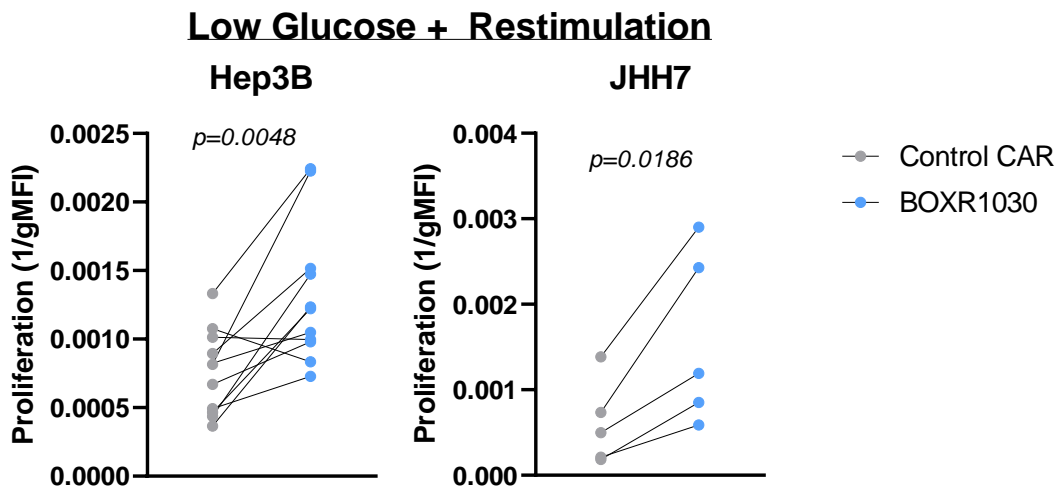 Low Glucose + Restimulation
Hep3B
Proliferation (1/gMFI)
0.0025
0.0020
0.0015
0.0010
0.0005
0.0000
p=0.0048
JHH7
Proliferation (1/gMFI)
0.004
0.003
0.002
0.001
0.000
p=0.0186
Control CAR
BOXR1030